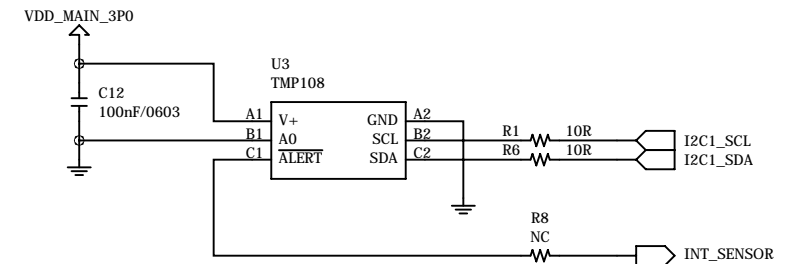 VDD_MAIN_3P0
U3
TMP108
C12
100nF/0603
A1 V+ GND A2
B1 A0 SCL B2 R1 10R I2C1_SCL
C1 ALERT SDA C2 R6 10R I2C1_SDA
R8
NC
INT_SENSOR